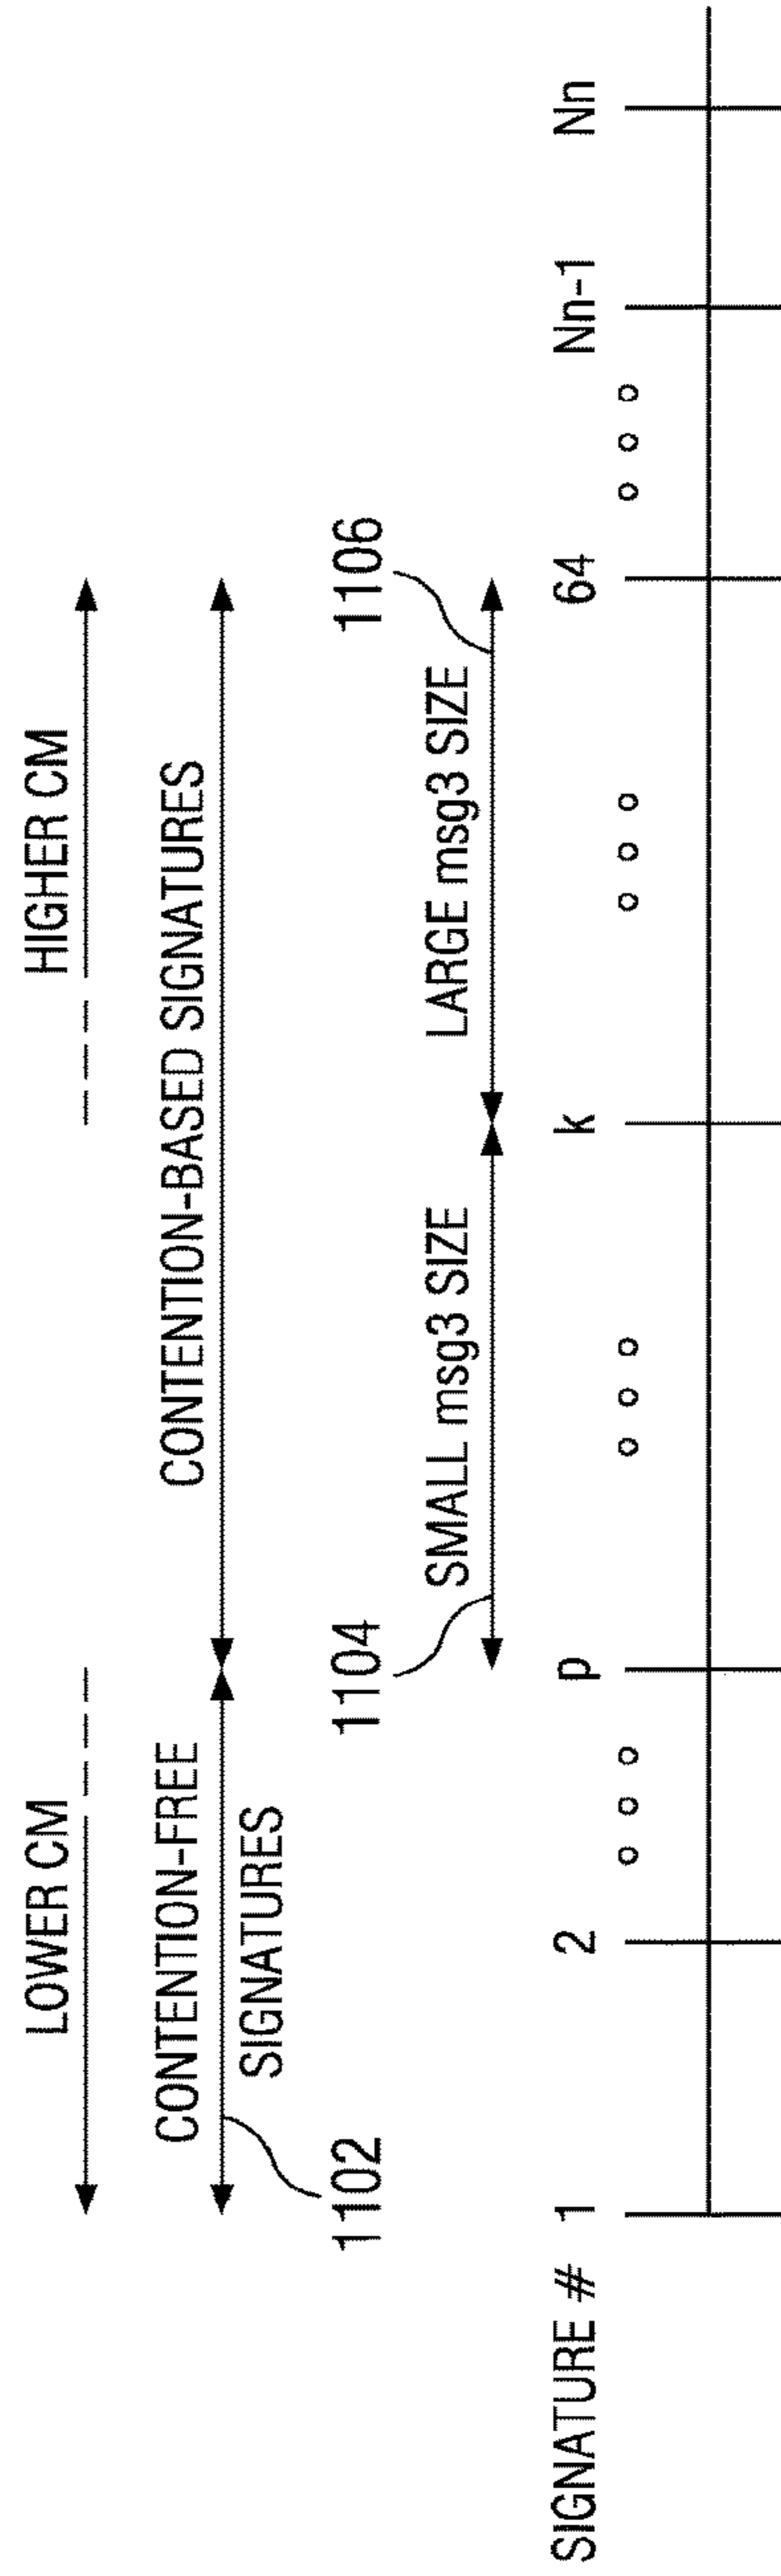 LOWER CM
HIGHER CM
CONTENTION-FREE
SIGNATURES
CONTENTION-BASED SIGNATURES
1102
1104
1106
SMALL msg3 SIZE
LARGE msg3 SIZE
SIGNATURE # 1 2 p k 64 Nn-1 Nn